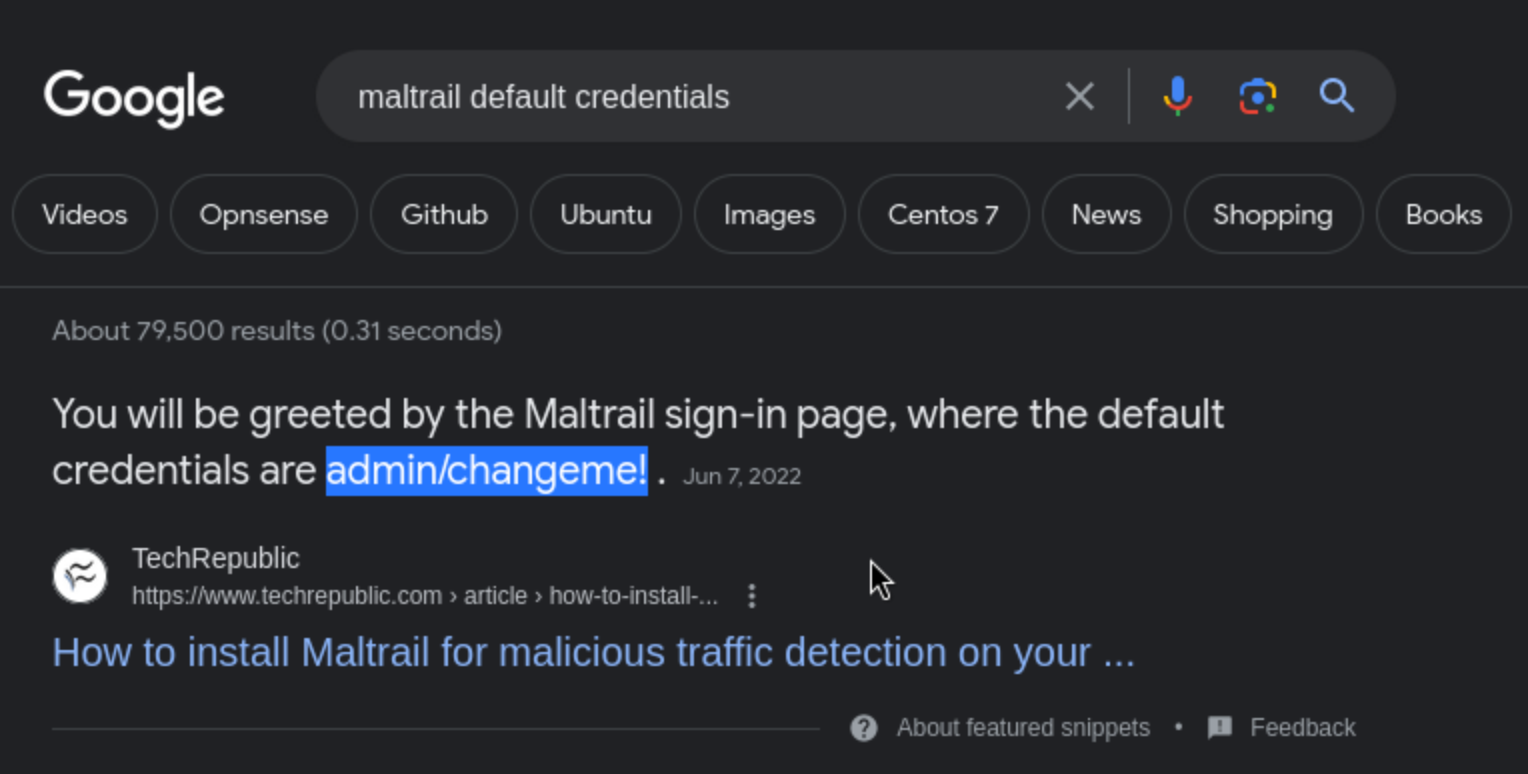 Google
maltrail default credentials
Videos
Opnsense
Github
Ubuntu
Images
Centos 7
News
Shopping
Books
About 79,500 results (0.31 seconds)
You will be greeted by the Maltrail sign-in page, where the default
credentials are admin/changeme! . Jun 7, 2022
TechRepublic
https://www.techrepublic.com › article › how-to-install-...
How to install Maltrail for malicious traffic detection on your ...
About featured snippets • Feedback